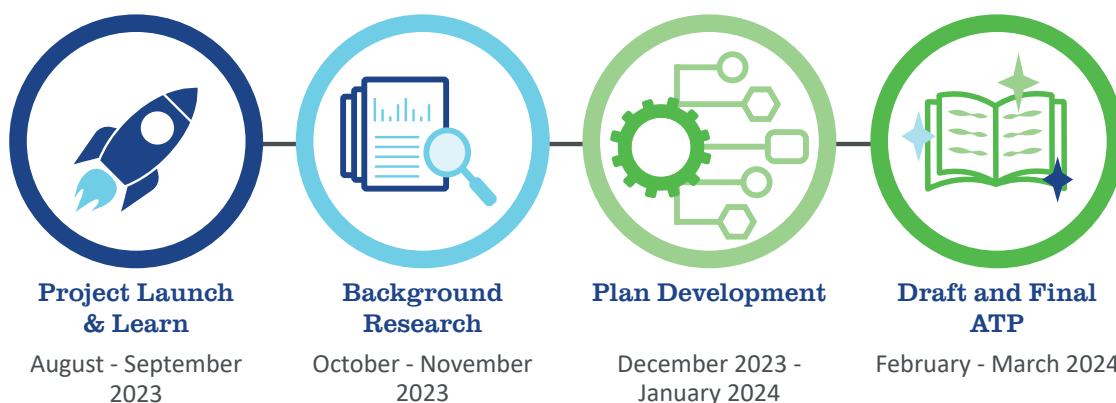 Project Launch
& Learn
August - September
2023
Background
Research
October - November
2023
Plan Development
December 2023 -
January 2024
Draft and Final
ATP
February - March 2024